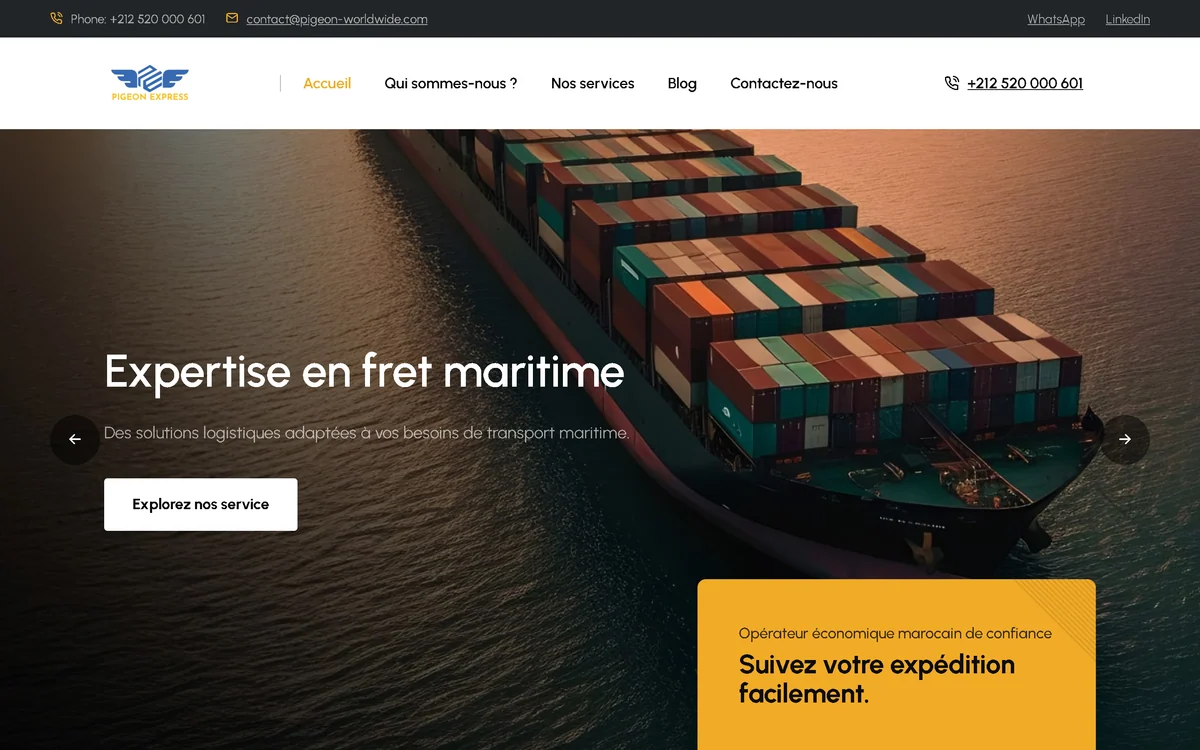 Phone: +212 520 000 601
contact@pigeon-worldwide.com
WhatsApp
LinkedIn
PIGEON EXPRESS
Accueil
Qui sommes-nous ?
Nos services
Blog
Contactez-nous
+212 520 000 601
Expertise en fret maritime
Des solutions logistiques adaptées à vos besoins de transport maritime.
Explorez nos service
Opérateur économique marocain de confiance
Suivez votre expédition
facilement.